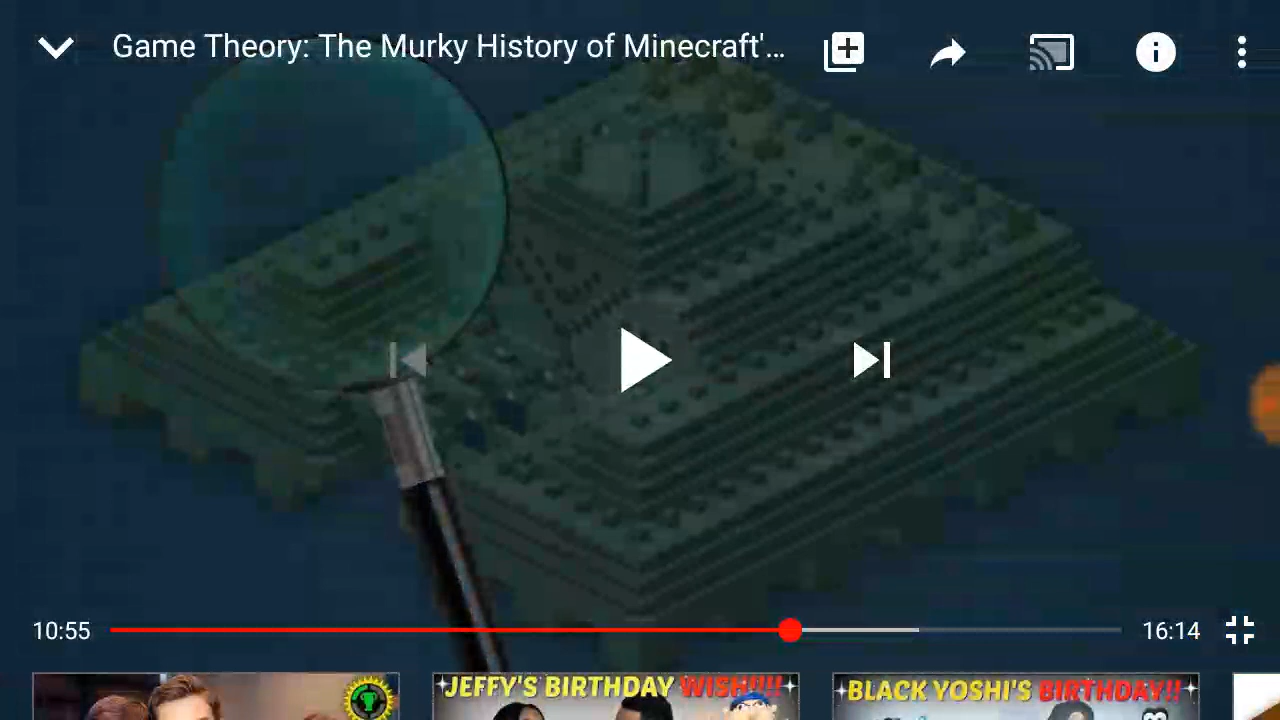 Game Theory: The Murky History of Minecraft'...
10:55
16:14
JEFFY'S BIRTHDAY WISH!!!!
BLACK YOSHI'S BIRTHDAY!!